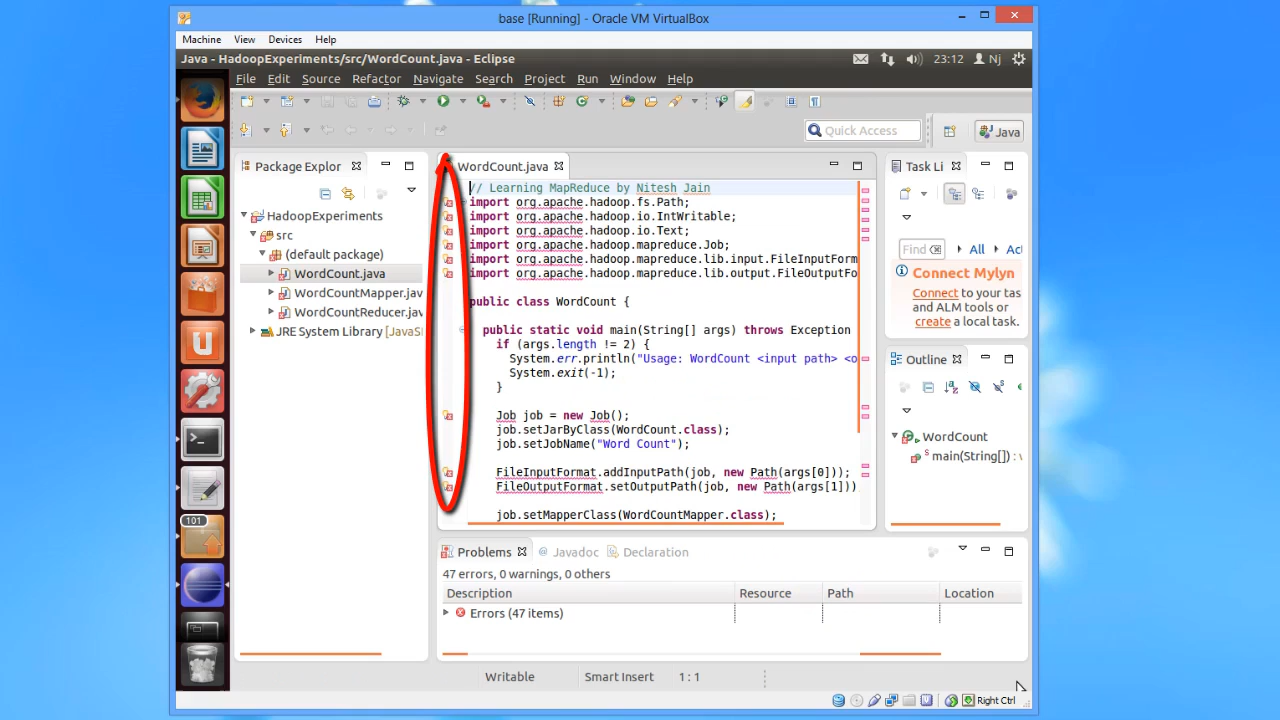 base [Running] - Oracle VM VirtualBox
Machine View Devices Help
Java - HadoopExperiments/src/WordCount.java - Eclipse
23:12 Nj
File Edit Source Refactor Navigate Search Project Run Window Help
Quick Access
Java
Package Explor
HadoopExperiments
src
(default package)
WordCount.java
WordCountMapper.jav
WordCountReducer.jav
JRE System Library [JavaS
101
WordCount.java
// Learning MapReduce by Nitesh Jain
import org.apache.hadoop.fs.Path;
import org.apache.hadoop.io.IntWritable;
import org.apache.hadoop.io.Text;
import org.apache.hadoop.mapreduce.Job;
import org.apache.hadoop.mapreduce.lib.input.FileInputForm
import org.apache.hadoop.mapreduce.lib.output.FileOutputFo
public class WordCount {
public static void main(String[] args) throws Exception
if (args.length != 2) {
System.err.println("Usage: WordCount <input path> <o
System.exit(-1);
}
Job job = new Job();
job.setJarByClass(WordCount.class);
job.setJobName("Word Count");
FileInputFormat.addInputPath(job, new Path(args[0]));
FileOutputFormat.setOutputPath(job, new Path(args[1]))
job.setMapperClass(WordCountMapper.class);
Task Li
Find All Act
Connect Mylyn
Connect to your tas
and ALM tools or
create a local task.
Outline
WordCount
main(String[]) : v
Problems Javadoc Declaration
47 errors, 0 warnings, 0 others
Description Resource Path Location
Errors (47 items)
Writable Smart Insert 1 : 1
Right Ctrl